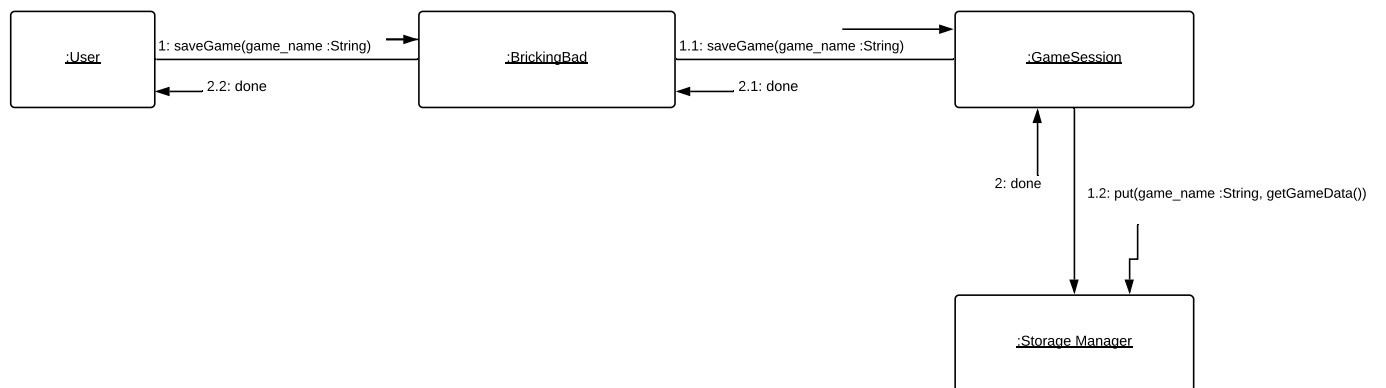 :User
1: saveGame(game_name :String)
2.2: done
:BrickingBad
1.1: saveGame(game_name :String)
2.1: done
:GameSession
2: done
1.2: put(game_name :String, getGameData())
:Storage Manager